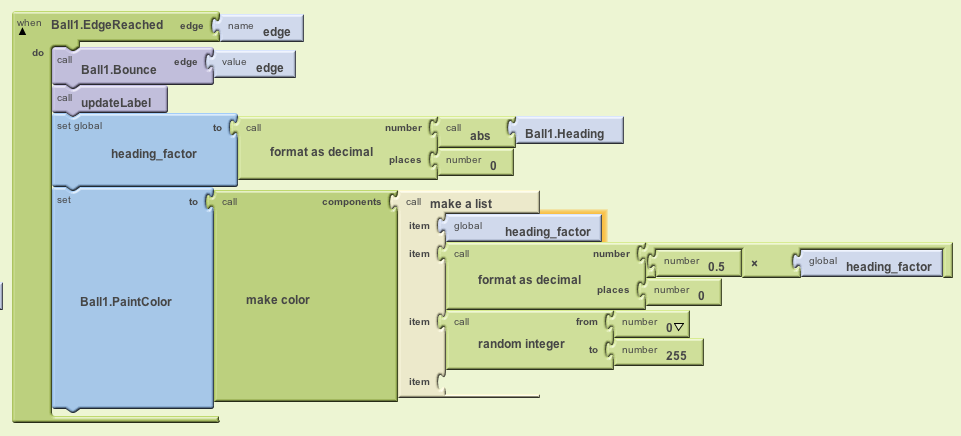 when Ball1.EdgeReached edge name edge
do
call Ball1.Bounce edge value edge
call updateLabel
set global heading_factor to call format as decimal number call abs Ball1.Heading
places number 0
set Ball1.PaintColor to call make color components call make a list
item global heading_factor
item call format as decimal number number 0.5 × global heading_factor
places number 0
item call random integer from number 0
to number 255
item